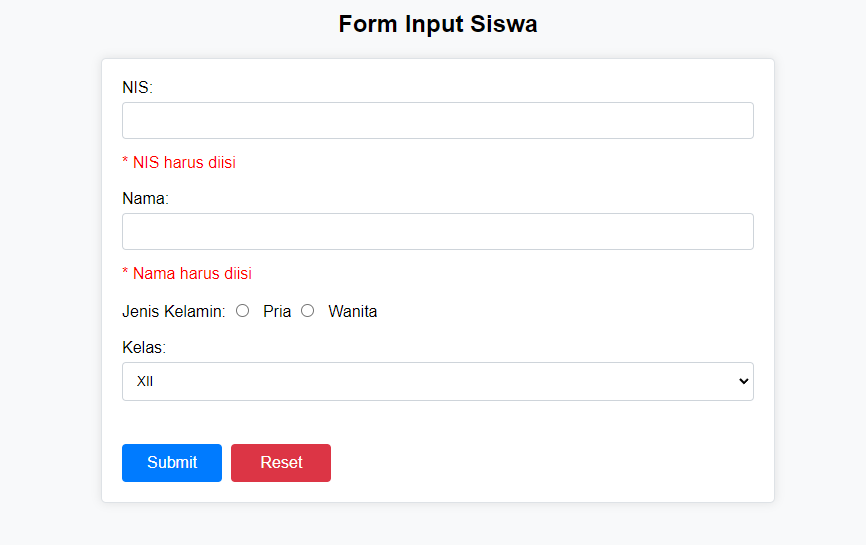 Form Input Siswa
NIS:
* NIS harus diisi
Nama:
* Nama harus diisi
Jenis Kelamin: Pria Wanita
Kelas:
XII
Submit Reset